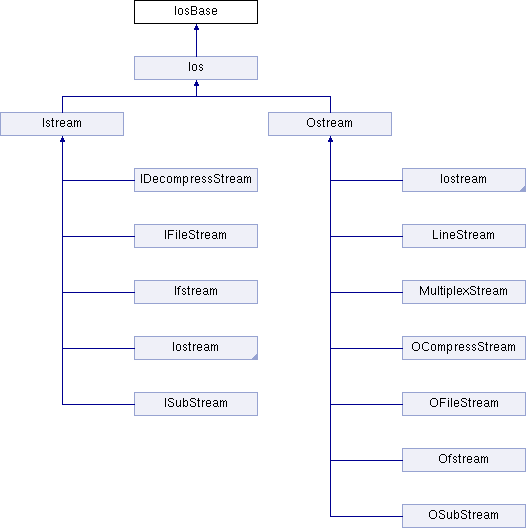 IosBase
Ios
Istream
Ostream
IDecompressStream
Iostream
IFileStream
LineStream
Ifstream
MultiplexStream
Iostream
OCompressStream
ISubStream
OFileStream
Ofstream
OSubStream